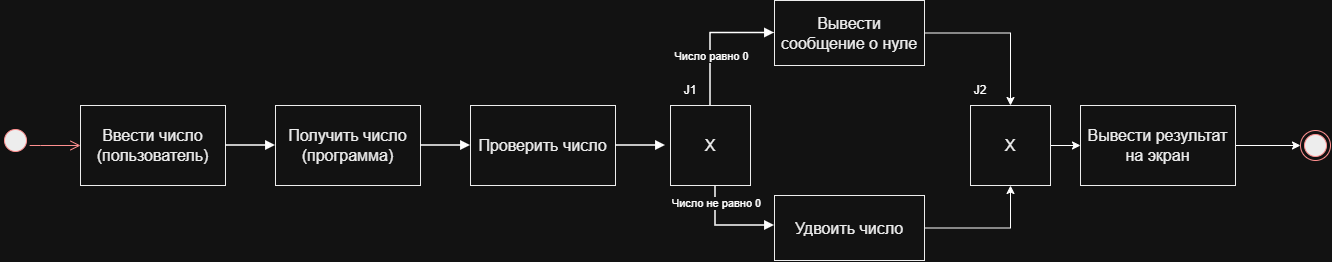 Ввести число
(пользователь)
Получить число
(программа)
Проверить число
J1
X
Число равно 0
Вывести
сообщение о нуле
Число не равно 0
Удвоить число
J2
X
Вывести результат
на экран